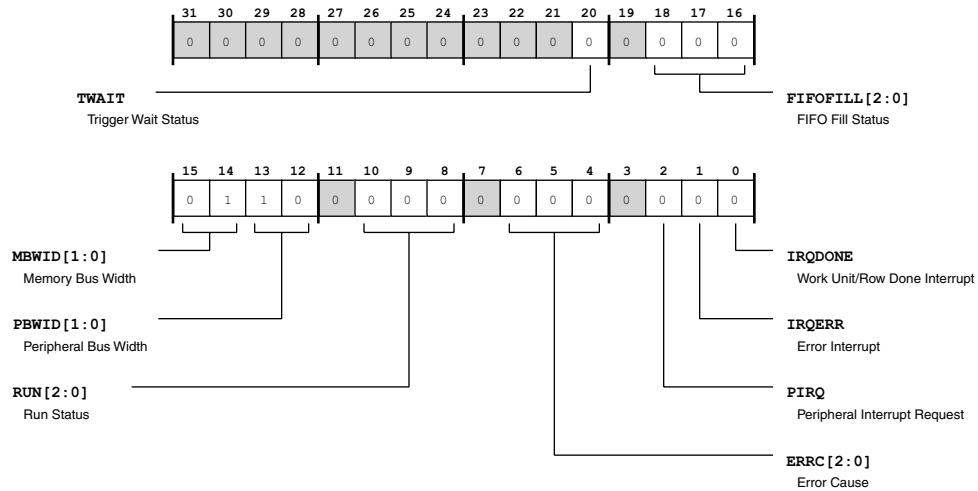 31 30 29 28 27 26 25 24 23 22 21 20 19 18 17 16
0 0 0 0 0 0 0 0 0 0 0 0 0 0 0 0
TWAIT
Trigger Wait Status
FIFOFILL[2:0]
FIFO Fill Status
15 14 13 12 11 10 9 8 7 6 5 4 3 2 1 0
0 1 1 0 0 0 0 0 0 0 0 0 0 0 0 0
MBWID[1:0]
Memory Bus Width
IRQDONE
Work Unit/Row Done Interrupt
PBWID[1:0]
Peripheral Bus Width
IRQERR
Error Interrupt
RUN[2:0]
Run Status
PIRQ
Peripheral Interrupt Request
ERRC[2:0]
Error Cause